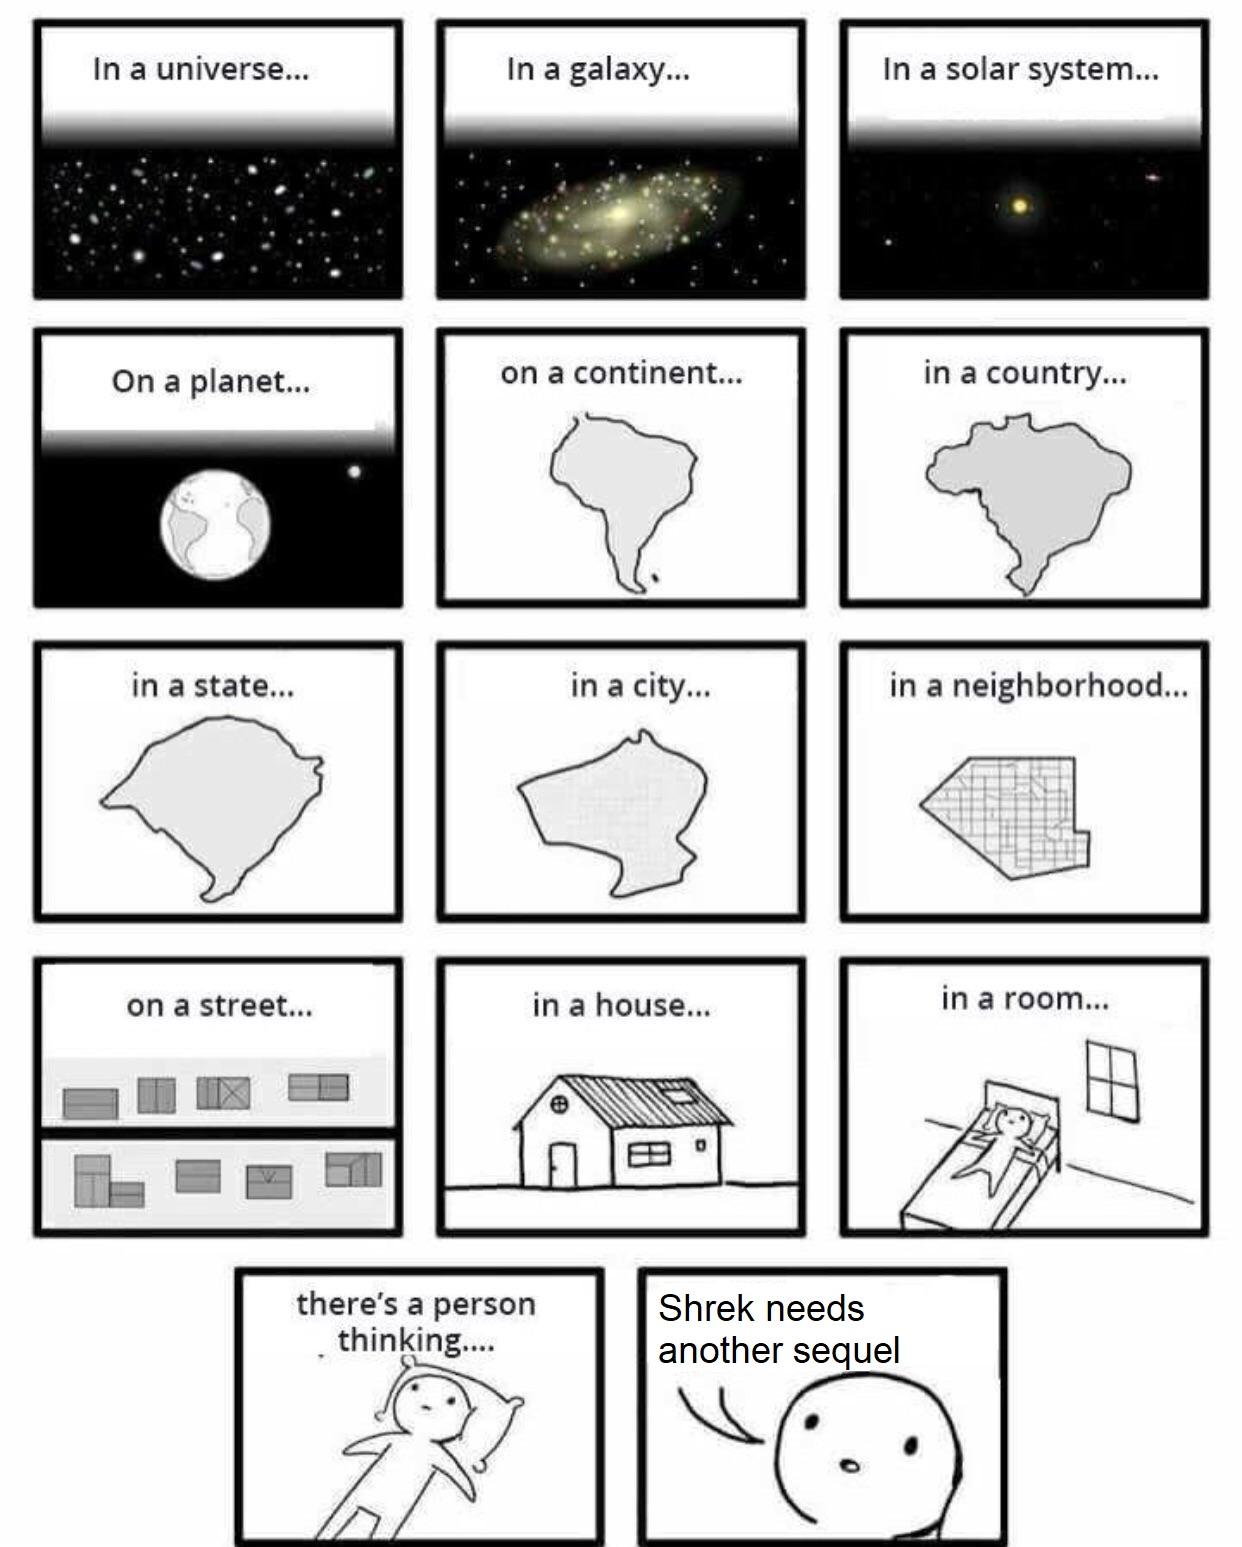 In a universe...
In a galaxy...
In a solar system...
On a planet...
on a continent...
in a country...
in a state...
in a city...
in a neighborhood...
on a street...
in a house...
in a room...
there's a person
thinking....
Shrek needs
another sequel